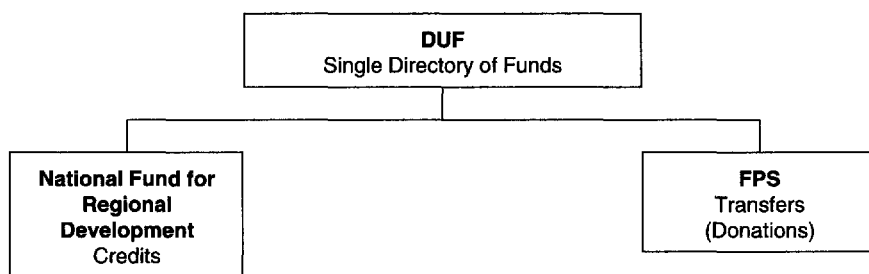 DUF
Single Directory of Funds
National Fund for
Regional
Development
Credits
FPS
Transfers
(Donations)